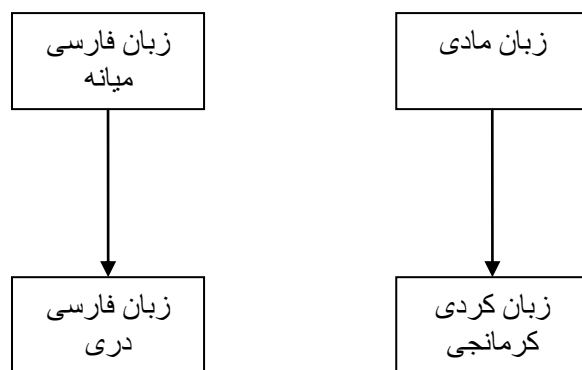 زبان مادی
زبان فارسی
میانه
زبان کردی
کرمانجی
زبان فارسی
دری